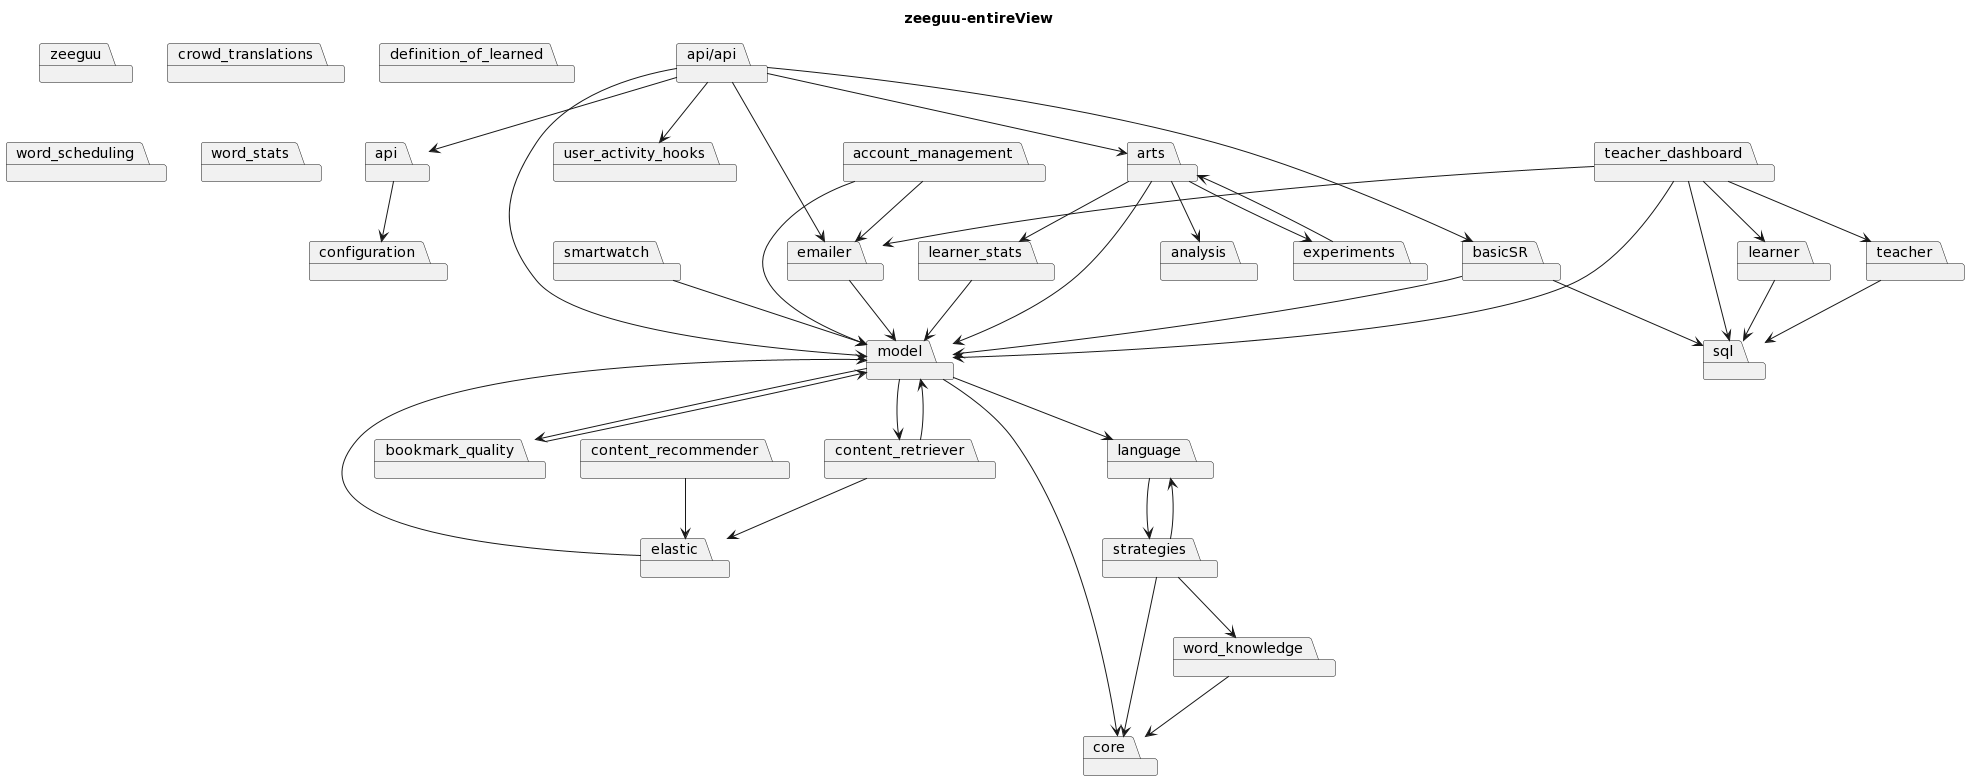 zeeguu-entireView
zeeguu
crowd_translations
definition_of_learned
api/api
word_scheduling
word_stats
api
user_activity_hooks
account_management
arts
teacher_dashboard
configuration
smartwatch
emailer
learner_stats
analysis
experiments
basicSR
learner
teacher
model
sql
bookmark_quality
content_recommender
content_retriever
language
elastic
strategies
word_knowledge
core